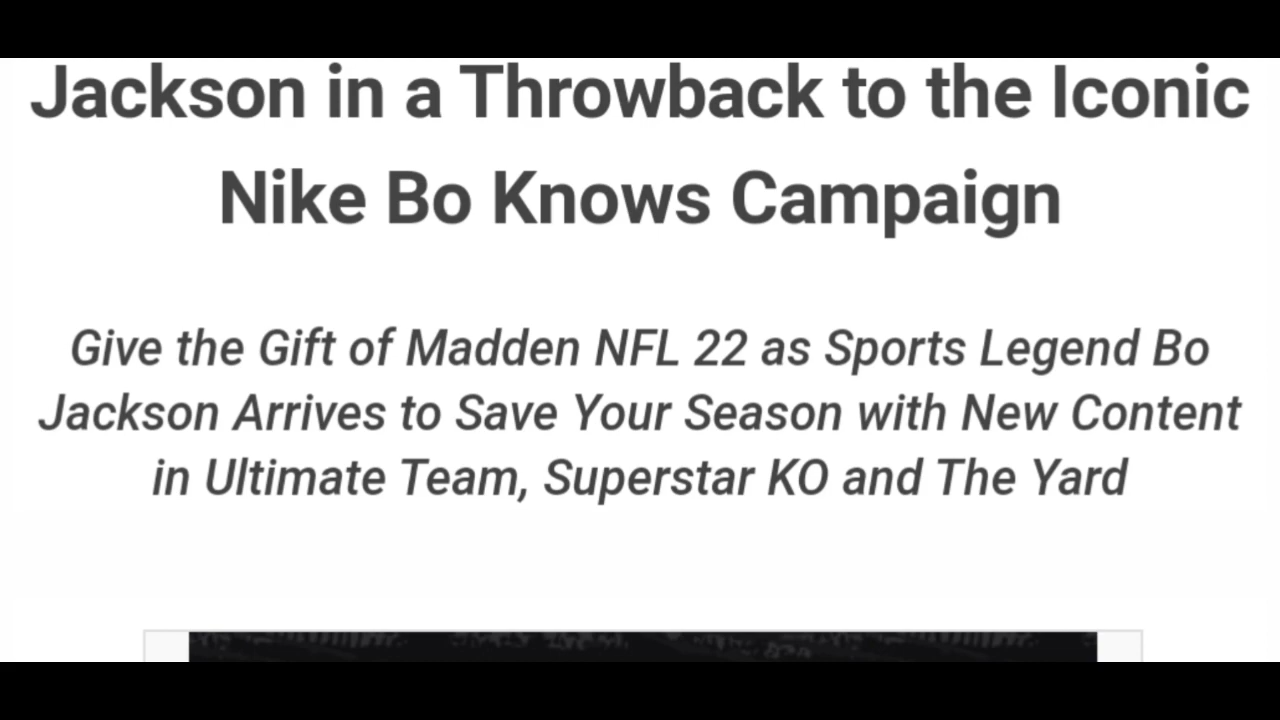 Jackson in a Throwback to the Iconic
Nike Bo Knows Campaign
Give the Gift of Madden NFL 22 as Sports Legend Bo
Jackson Arrives to Save Your Season with New Content
in Ultimate Team, Superstar KO and The Yard